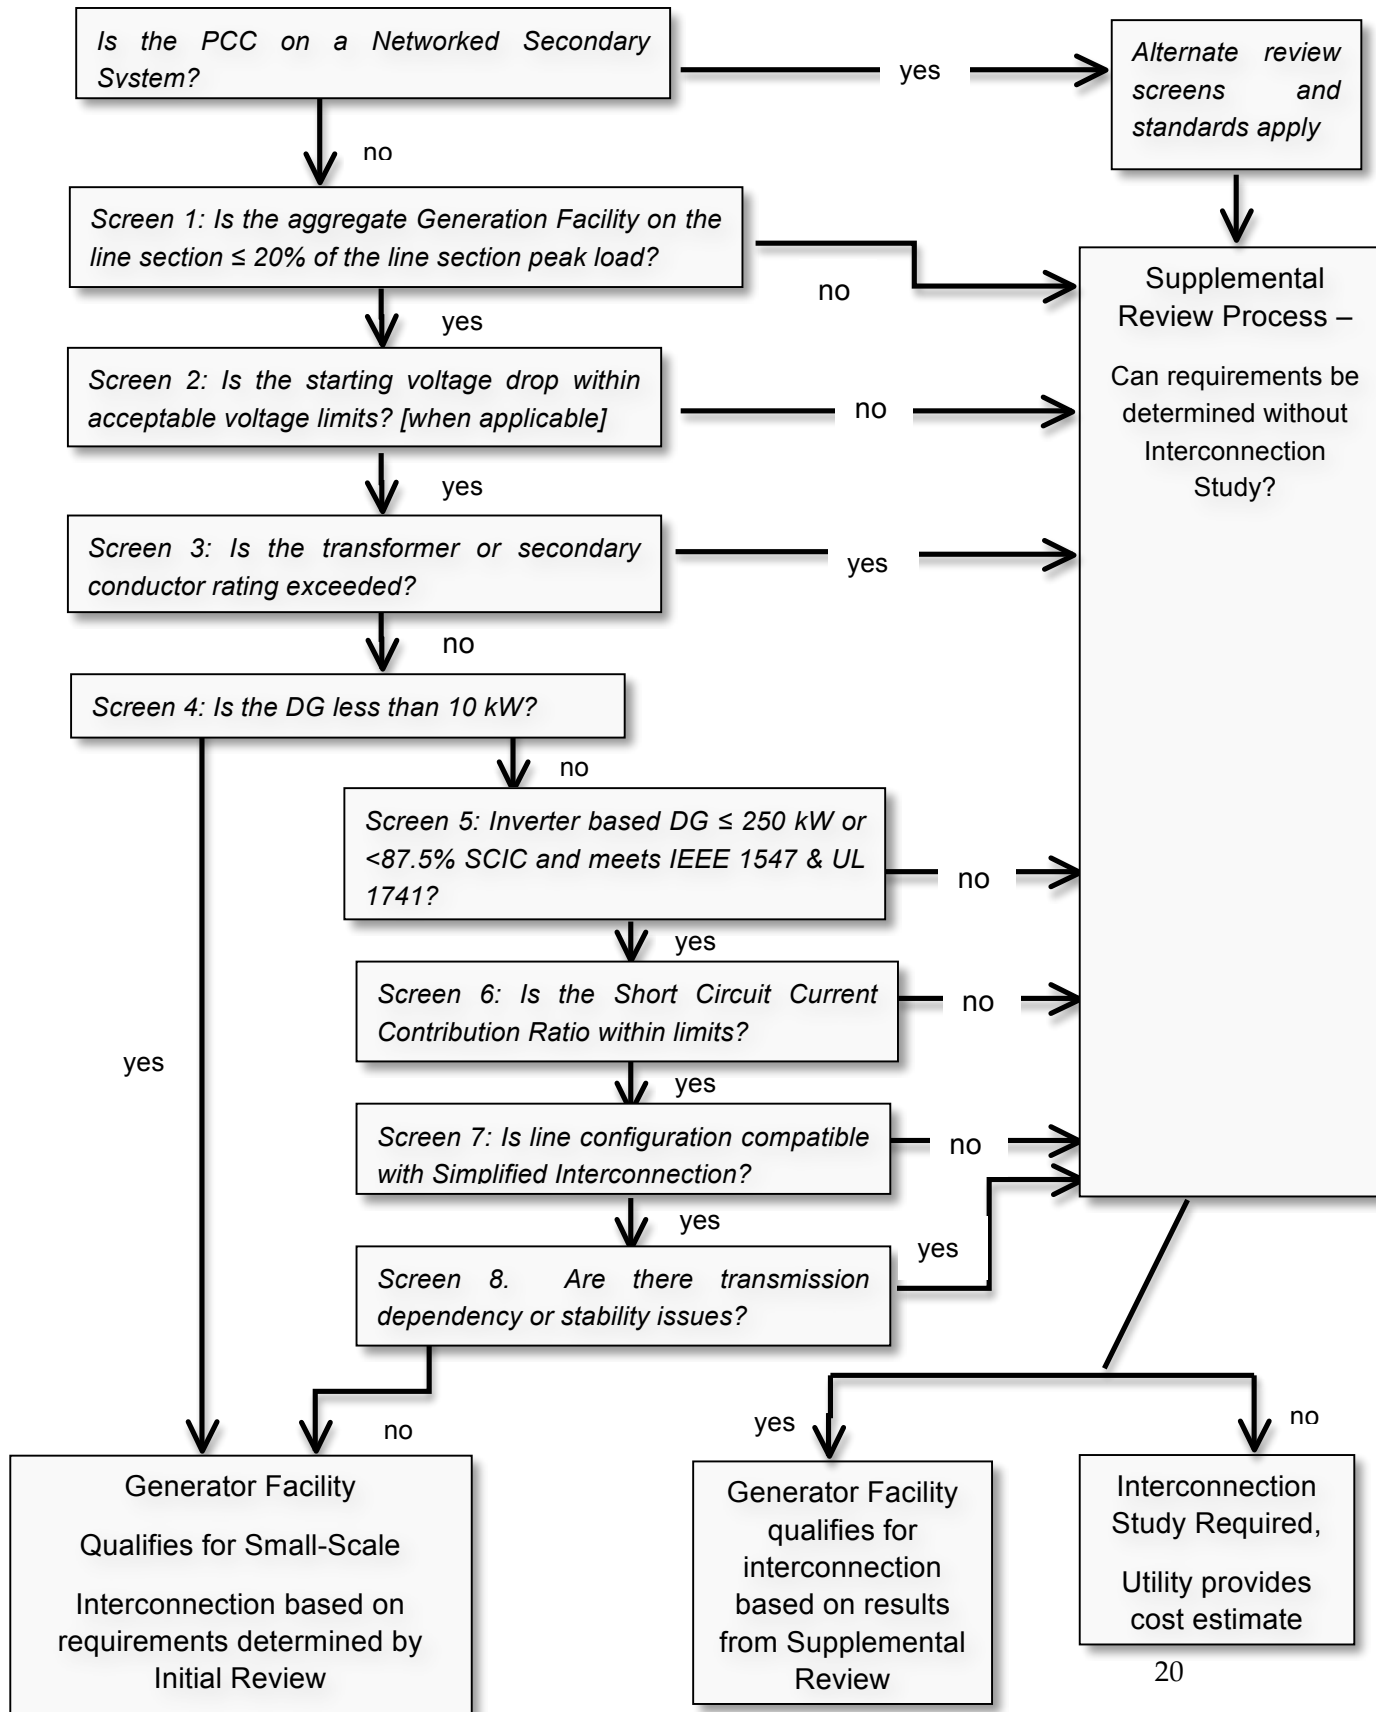 Is the PCC on a Networked Secondary
System?
yes
Alternate review
screens and
standards apply
no
Screen 1: Is the aggregate Generation Facility on the
line section ≤ 20% of the line section peak load?
no
Supplemental
Review Process –
Can requirements be
determined without
Interconnection
Study?
yes
Screen 2: Is the starting voltage drop within
acceptable voltage limits? [when applicable]
no
yes
Screen 3: Is the transformer or secondary
conductor rating exceeded?
yes
no
Screen 4: Is the DG less than 10 kW?
no
Screen 5: Inverter based DG ≤ 250 kW or
<87.5% SCIC and meets IEEE 1547 & UL
1741?
no
yes
Screen 6: Is the Short Circuit Current
Contribution Ratio within limits?
no
yes
yes
Screen 7: Is line configuration compatible
with Simplified Interconnection?
no
yes
Screen 8. Are there transmission
dependency or stability issues?
yes
no
yes
no
Generator Facility
Qualifies for Small-Scale
Interconnection based on
requirements determined by
Initial Review
Generator Facility
qualifies for
interconnection
based on results
from Supplemental
Review
Interconnection
Study Required,
Utility provides
cost estimate
20